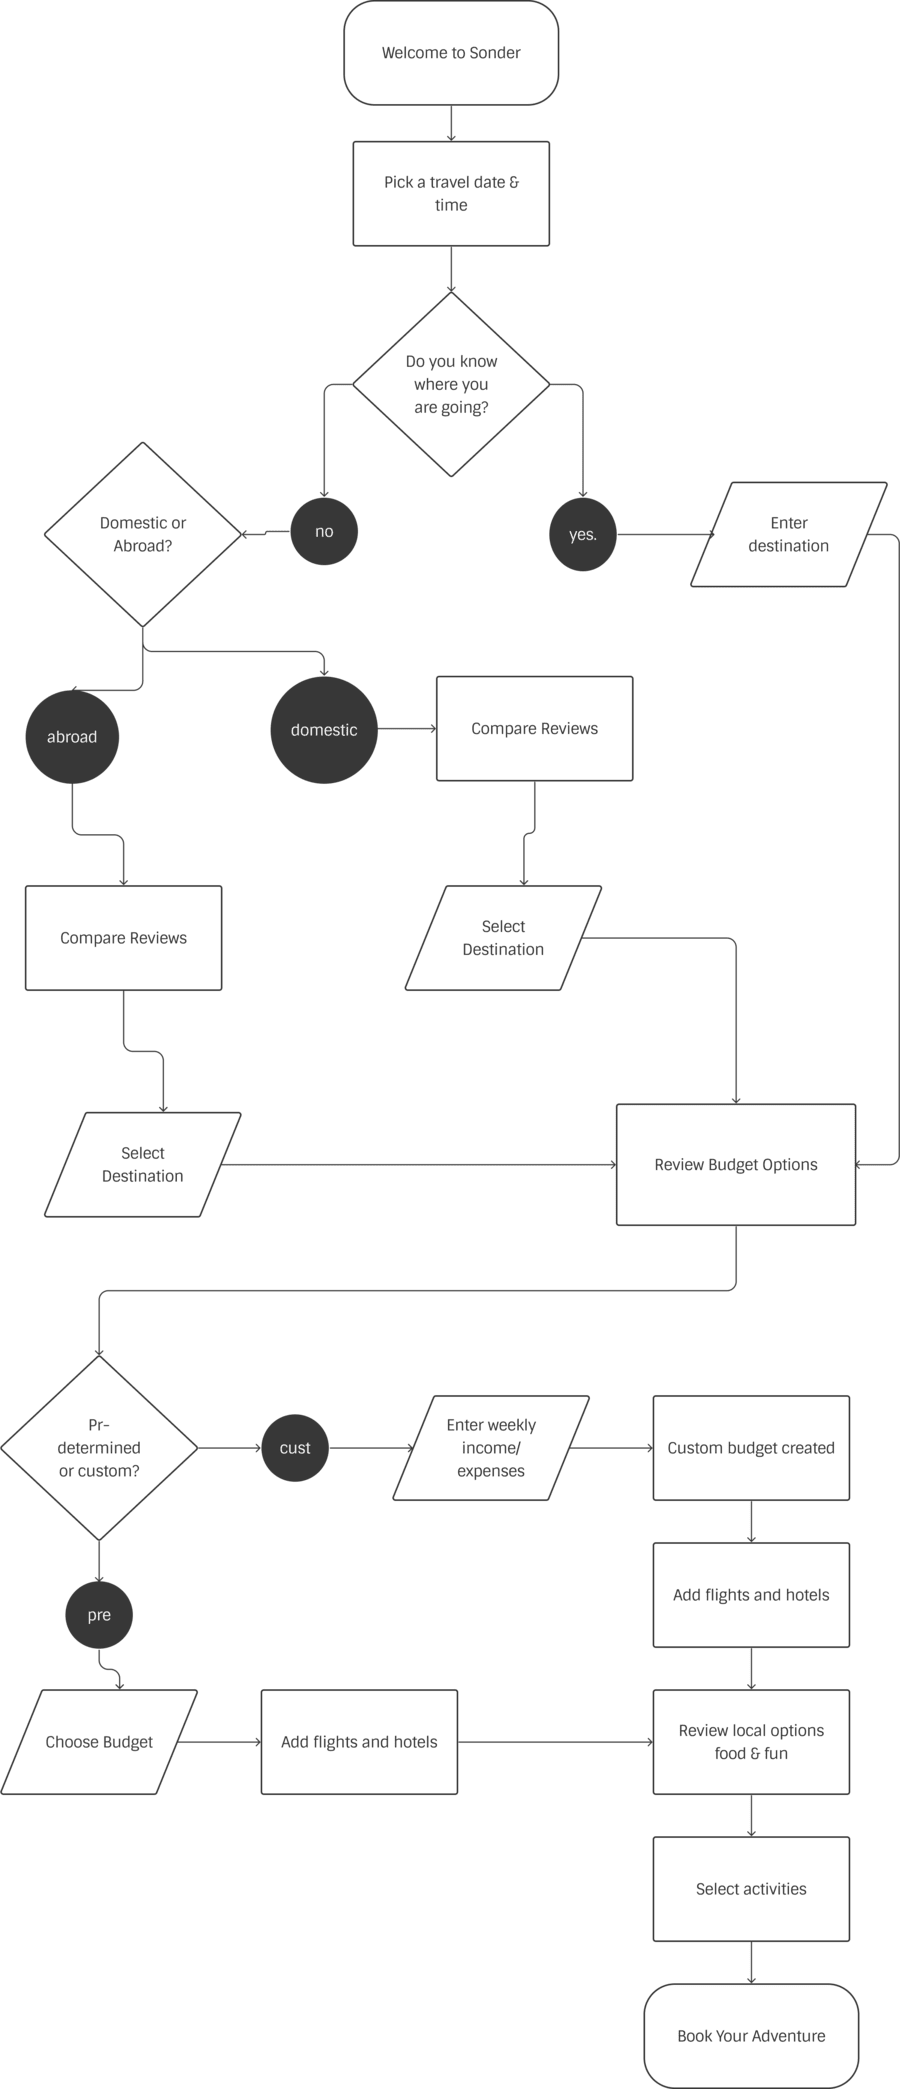 Welcome to Sonder
Pick a travel date &
time
Do you know
where you
are going?
Domestic or
Abroad?
no
yes.
Enter
destination
abroad
domestic
Compare Reviews
Compare Reviews
Select
Destination
Select
Destination
Review Budget Options
Pr-
determined
or custom?
cust
Enter weekly
income/
expenses
Custom budget created
Add flights and hotels
pre
Choose Budget
Add flights and hotels
Review local options
food & fun
Select activities
Book Your Adventure